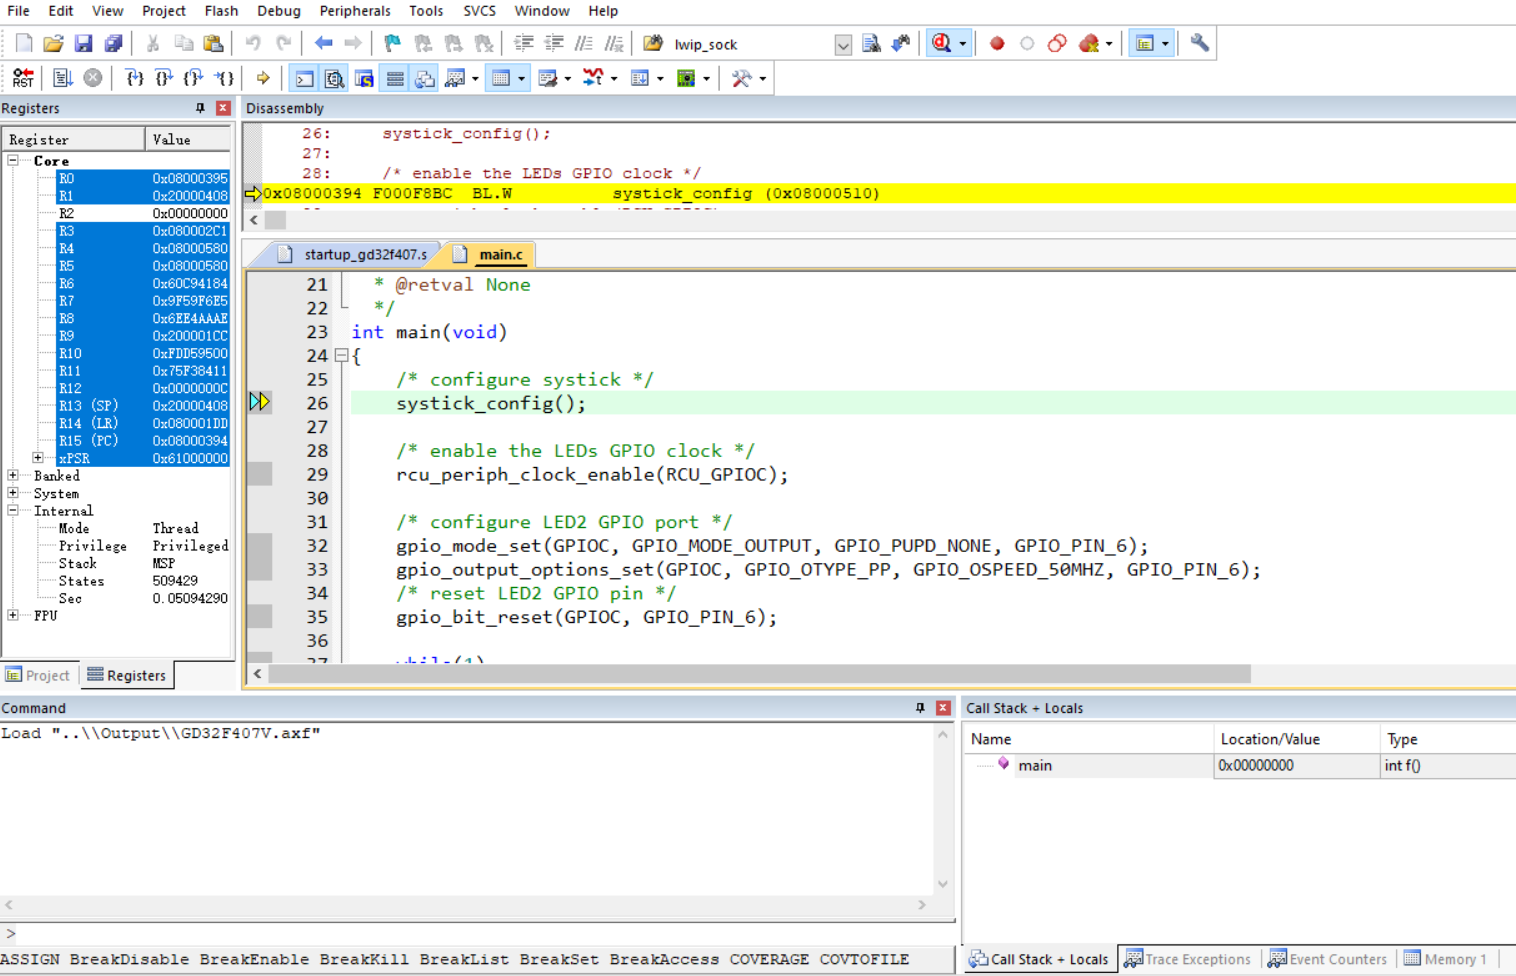 File Edit View Project Flash Debug Peripherals Tools SVCS Window Help
lwip_sock
RST
Registers
Register Value
Core
R0 0x08000395
R1 0x20000408
R2 0x00000000
R3 0x080002C1
R4 0x08000580
R5 0x08000580
R6 0x60C94184
R7 0x9F59F6E5
R8 0x6EE4AAAE
R9 0x200001CC
R10 0xFDD59500
R11 0x75F38411
R12 0x0000000C
R13 (SP) 0x20000408
R14 (LR) 0x080001DD
R15 (PC) 0x08000394
xPSR 0x61000000
Banked
System
Internal
Mode Thread
Privilege Privileged
Stack MSP
States 509429
Sec 0.05094290
FPU
Project Registers
Disassembly
26: systick_config();
27:
28: /* enable the LEDs GPIO clock */
0x08000394 F000F8BC BL.W systick_config (0x08000510)
startup_gd32f407.s main.c
21 * @retval None
22 */
23 int main(void)
24 {
25 /* configure systick */
26 systick_config();
27
28 /* enable the LEDs GPIO clock */
29 rcu_periph_clock_enable(RCU_GPIOC);
30
31 /* configure LED2 GPIO port */
32 gpio_mode_set(GPIOC, GPIO_MODE_OUTPUT, GPIO_PUPD_NONE, GPIO_PIN_6);
33 gpio_output_options_set(GPIOC, GPIO_OTYPE_PP, GPIO_OSPEED_50MHZ, GPIO_PIN_6);
34 /* reset LED2 GPIO pin */
35 gpio_bit_reset(GPIOC, GPIO_PIN_6);
36
37 while(1)
Command
Load "..\\Output\\GD32F407V.axf"
>
ASSIGN BreakDisable BreakEnable BreakKill BreakList BreakSet BreakAccess COVERAGE COVTOFILE
Call Stack + Locals
Name Location/Value Type
main 0x00000000 int f()
Call Stack + Locals Trace Exceptions Event Counters Memory 1